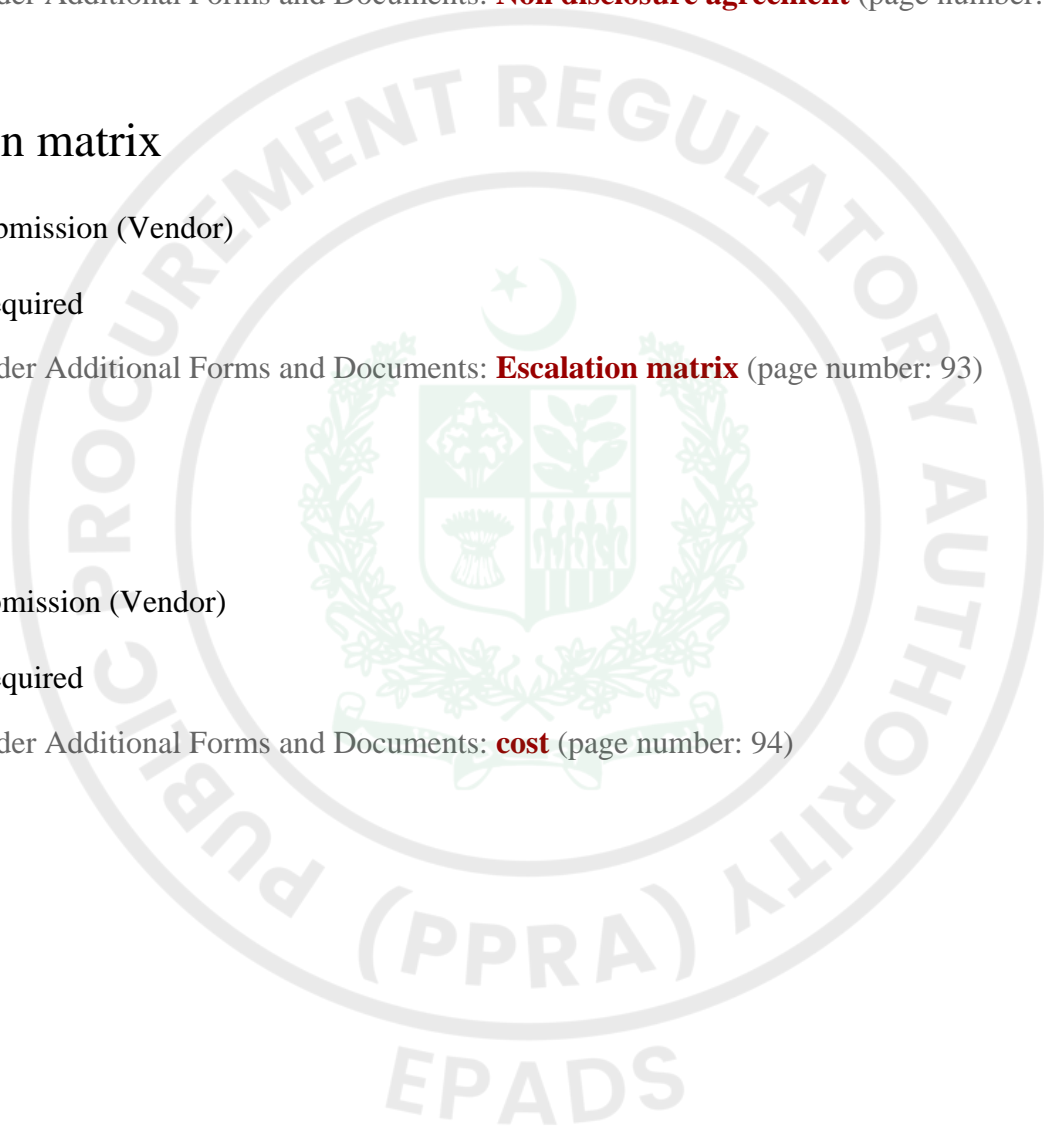 der Additional Forms and Documents: Non disclosure agreement (page number:
n matrix
omission (Vendor)
equired
der Additional Forms and Documents: Escalation matrix (page number: 93)
omission (Vendor)
equired
der Additional Forms and Documents: cost (page number: 94)
PUBLIC PROCUREMENT REGULATORY AUTHORITY
(PPRA)
EPADS